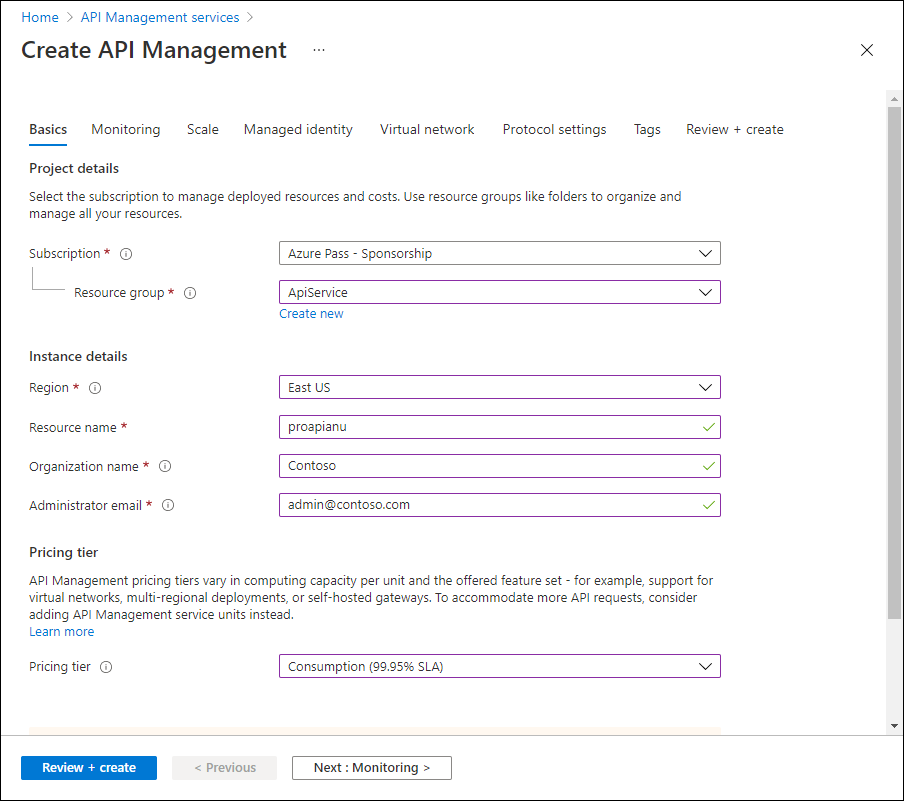 Home > API Management services >
Create API Management ...
Basics Monitoring Scale Managed identity Virtual network Protocol settings Tags Review + create
Project details
Select the subscription to manage deployed resources and costs. Use resource groups like folders to organize and
manage all your resources.
Subscription * Azure Pass - Sponsorship
Resource group * ApiService
Create new
Instance details
Region * East US
Resource name * proapianu
Organization name * Contoso
Administrator email * admin@contoso.com
Pricing tier
API Management pricing tiers vary in computing capacity per unit and the offered feature set - for example, support for
virtual networks, multi-regional deployments, or self-hosted gateways. To accommodate more API requests, consider
adding API Management service units instead.
Learn more
Pricing tier Consumption (99.95% SLA)
Review + create < Previous Next : Monitoring >